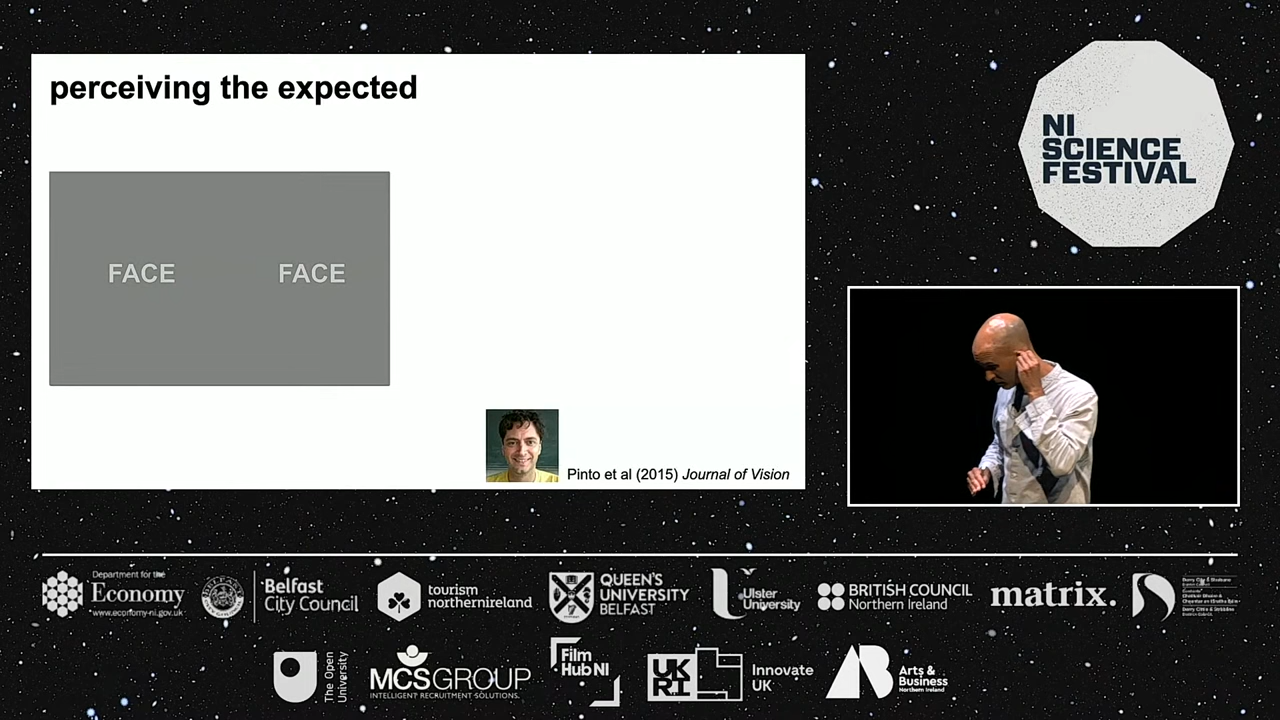 perceiving the expected
FACE FACE
Pinto et al (2015) Journal of Vision
NI
SCIENCE
FESTIVAL
Department for the
Economy
www.economy-ni.gov.uk
Belfast
City Council
tourism
northernireland
QUEEN'S
UNIVERSITY
BELFAST
Ulster
University
BRITISH COUNCIL
Northern Ireland
matrix.
The Open
University
MCSGROUP
INTELLIGENT RECRUITMENT SOLUTIONS.
Film
Hub NI
UK
RI
Innovate
UK
Arts &
Business
Northern Ireland